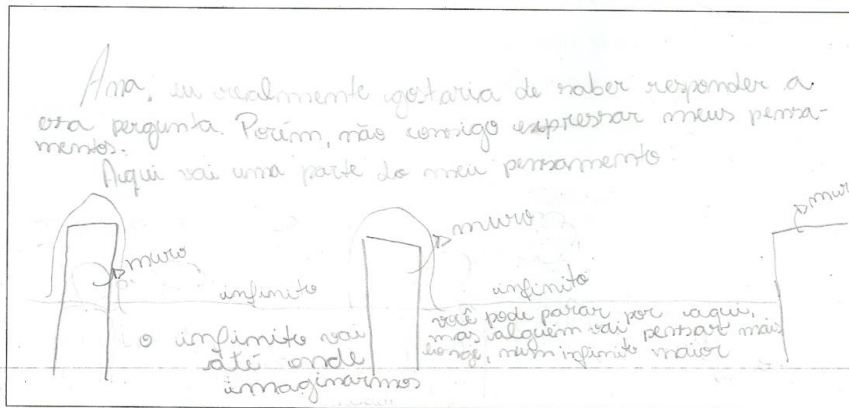 Ana, eu realmente gostaria de saber responder a
essa pergunta. Porém, não consigo expressar meus pensa-
mentos.
Aqui vai uma parte do meu pensamento:
muro
muro
muro
infinito
infinito
o infinito vai
até onde
imaginarmos
você pode parar por aqui,
mas alguém vai pensar mais
longe, num infinito maior